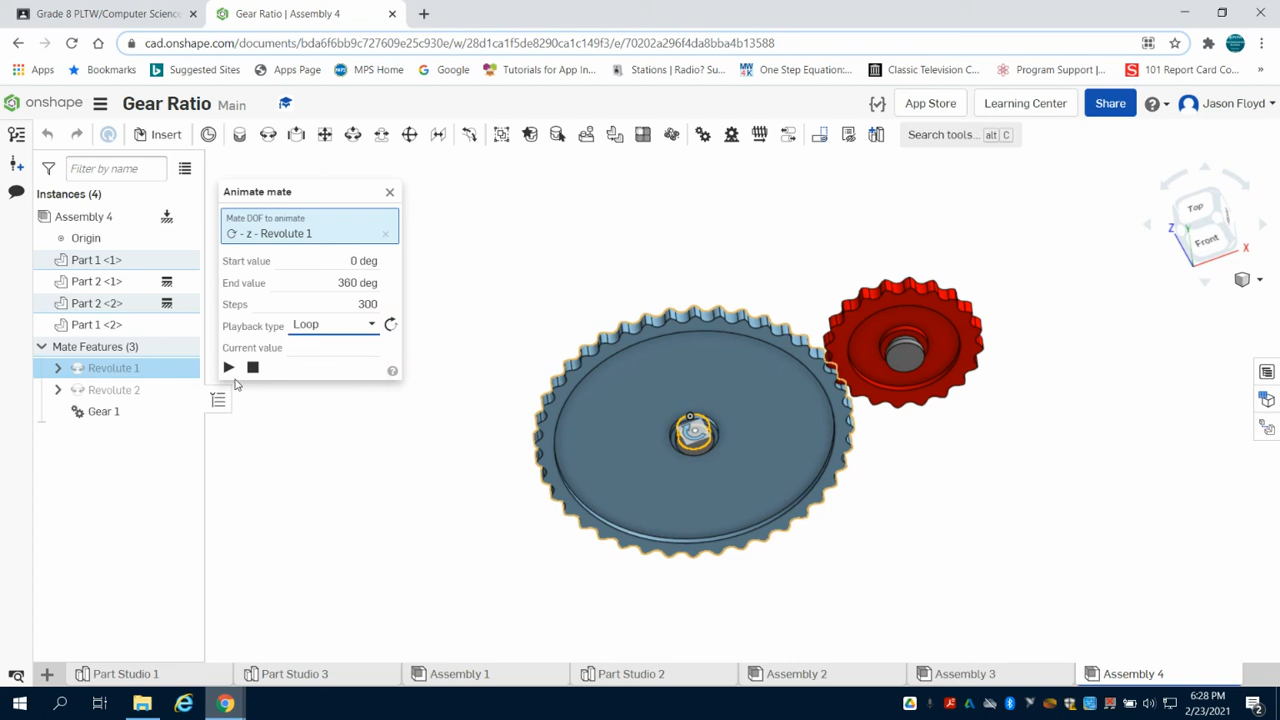 Grade 8 PLTW/Computer Science
Gear Ratio | Assembly 4
cad.onshape.com/documents/bda6f6bb9c727609e25c930e/w/28d1ca1f5de8290ca1c149f3/e/70202a296f4da8bba4b13588
Apps Bookmarks Suggested Sites Apps Page MPS Home Google Tutorials for App In... Stations | Radio? Su... One Step Equation:... Classic Television C... Program Support |... 101 Report Card Co... »
onshape Gear Ratio Main App Store Learning Center Share Jason Floyd
Insert Search tools... alt C
Filter by name
Instances (4)
Assembly 4
Origin
Part 1 <1>
Part 2 <1>
Part 2 <2>
Part 1 <2>
Mate Features (3)
Revolute 1
Revolute 2
Gear 1
Animate mate
Mate DOF to animate
- z - Revolute 1
Start value 0 deg
End value 360 deg
Steps 300
Playback type Loop
Current value
Top
Front
Z
X
Part Studio 1 Part Studio 3 Assembly 1 Part Studio 2 Assembly 2 Assembly 3 Assembly 4
6:28 PM
2/23/2021
2